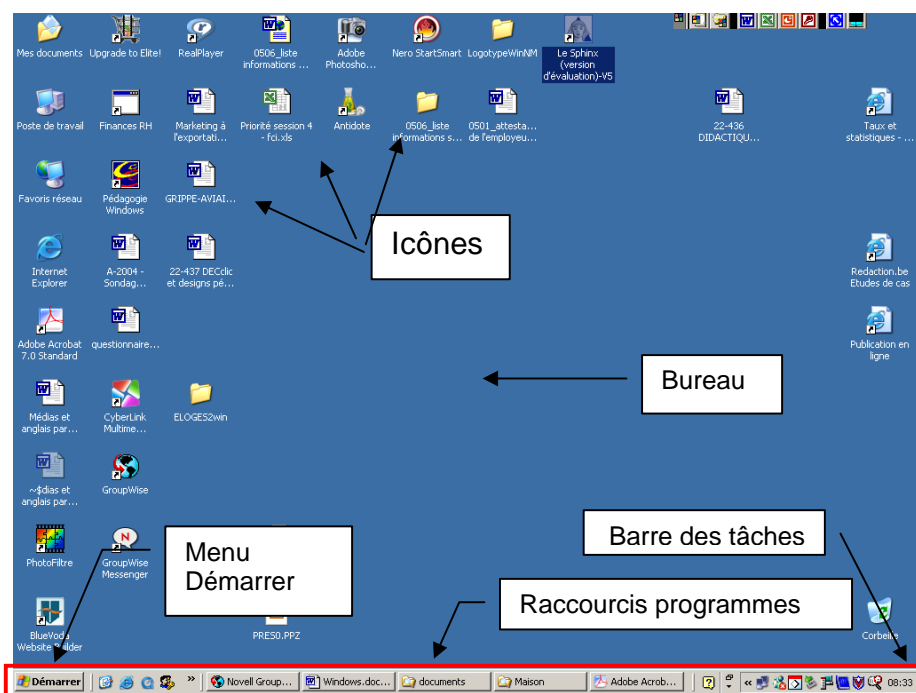 Mes documents
Upgrade to Elite!
RealPlayer
0506_liste
informations ...
Adobe
Photosho...
Nero StartSmart
LogotypeWinNM
Le Sphinx
(version
d'évaluation)-V5
Poste de travail
Finances RH
Marketing à
l'exportati...
Priorité session 4
- fci.xls
Antidote
0506_liste
informations s...
0501_attesta...
de l'employeu...
22-436
DIDACTIQU...
Taux et
statistiques - ...
Favoris réseau
Pédagogie
Windows
GRIPPE-AVIAI...
Icônes
Internet
Explorer
A-2004 -
Sondag...
22-437 DECclic
et designs pé...
Redaction.be
Etudes de cas
Adobe Acrobat
7.0 Standard
questionnaire...
Publication en
ligne
Bureau
Médias et
anglais par...
CyberLink
Multime...
ELOGES2win
~$dias et
anglais par...
GroupWise
PhotoFiltre
GroupWise
Messenger
Menu
Démarrer
Barre des tâches
Raccourcis programmes
BlueVoda
Website Builder
PRES0.PPZ
Corbeille
Démarrer
»
Novell Group...
Windows.doc...
documents
Maison
Adobe Acrob...
«
08:33